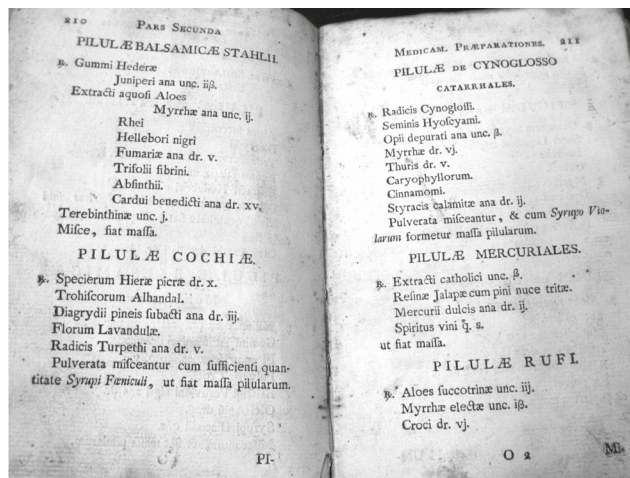 210 PARS SECUNDA
PILULÆ BALSAMICÆ STAHLII.
℞. Gummi Hederæ
Juniperi ana unc. iiß.
Extracti aquosi Aloes
Myrrhæ ana unc. ij.
Rhei
Hellebori nigri
Fumariæ ana dr. v.
Trifolii fibrini.
Abſinthii.
Cardui benedicti ana dr. xv.
Terebinthinæ unc. j.
Miſce, fiat maſſa.
PILULÆ COCHIÆ.
℞. Specierum Hieræ picræ dr. x.
Trohiſcorum Alhandal.
Diagrydii pineis ſubacti ana dr. iij.
Florum Lavandulæ.
Radicis Turpethi ana dr. v.
Pulverata miſceantur cum ſufficienti quan-
titate Syrupi Fœniculi, ut fiat maſſa pilularum.
PI-
MEDICAM. PRÆPARATIONES. 211
PILULÆ DE CYNOGLOSSO
CATARRHALES.
℞. Radicis Cynogloſſi.
Seminis Hyoſcyami.
Opii depurati ana unc. ß.
Myrrhæ dr. vj.
Thuris dr. v.
Caryophyllorum.
Cinnamomi.
Styracis calamitæ ana dr. ij.
Pulverata miſceantur, & cum Syrupo Vio-
larum formetur maſſa pilularum.
PILULÆ MERCURIALES.
℞. Extracti catholici unc. ß.
Reſinæ Jalapæ cum pini nuce tritæ.
Mercurii dulcis ana dr. ij.
Spiritus vini q. s.
ut fiat maſſa.
PILULÆ RUFI.
℞. Aloes ſuccotrinæ unc. iij.
Myrrhæ electæ unc. iß.
Croci dr. vj.
O 2 Mi-